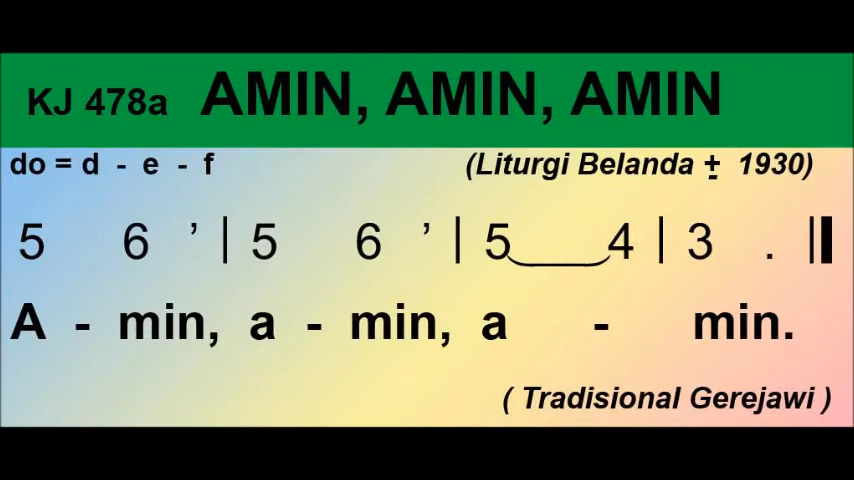 KJ 478a AMIN, AMIN, AMIN
do = d - e - f (Liturgi Belanda ± 1930)
5 6 ’ | 5 6 ’ | 5 4 | 3 . ||
A - min, a - min, a - min.
( Tradisional Gerejawi )